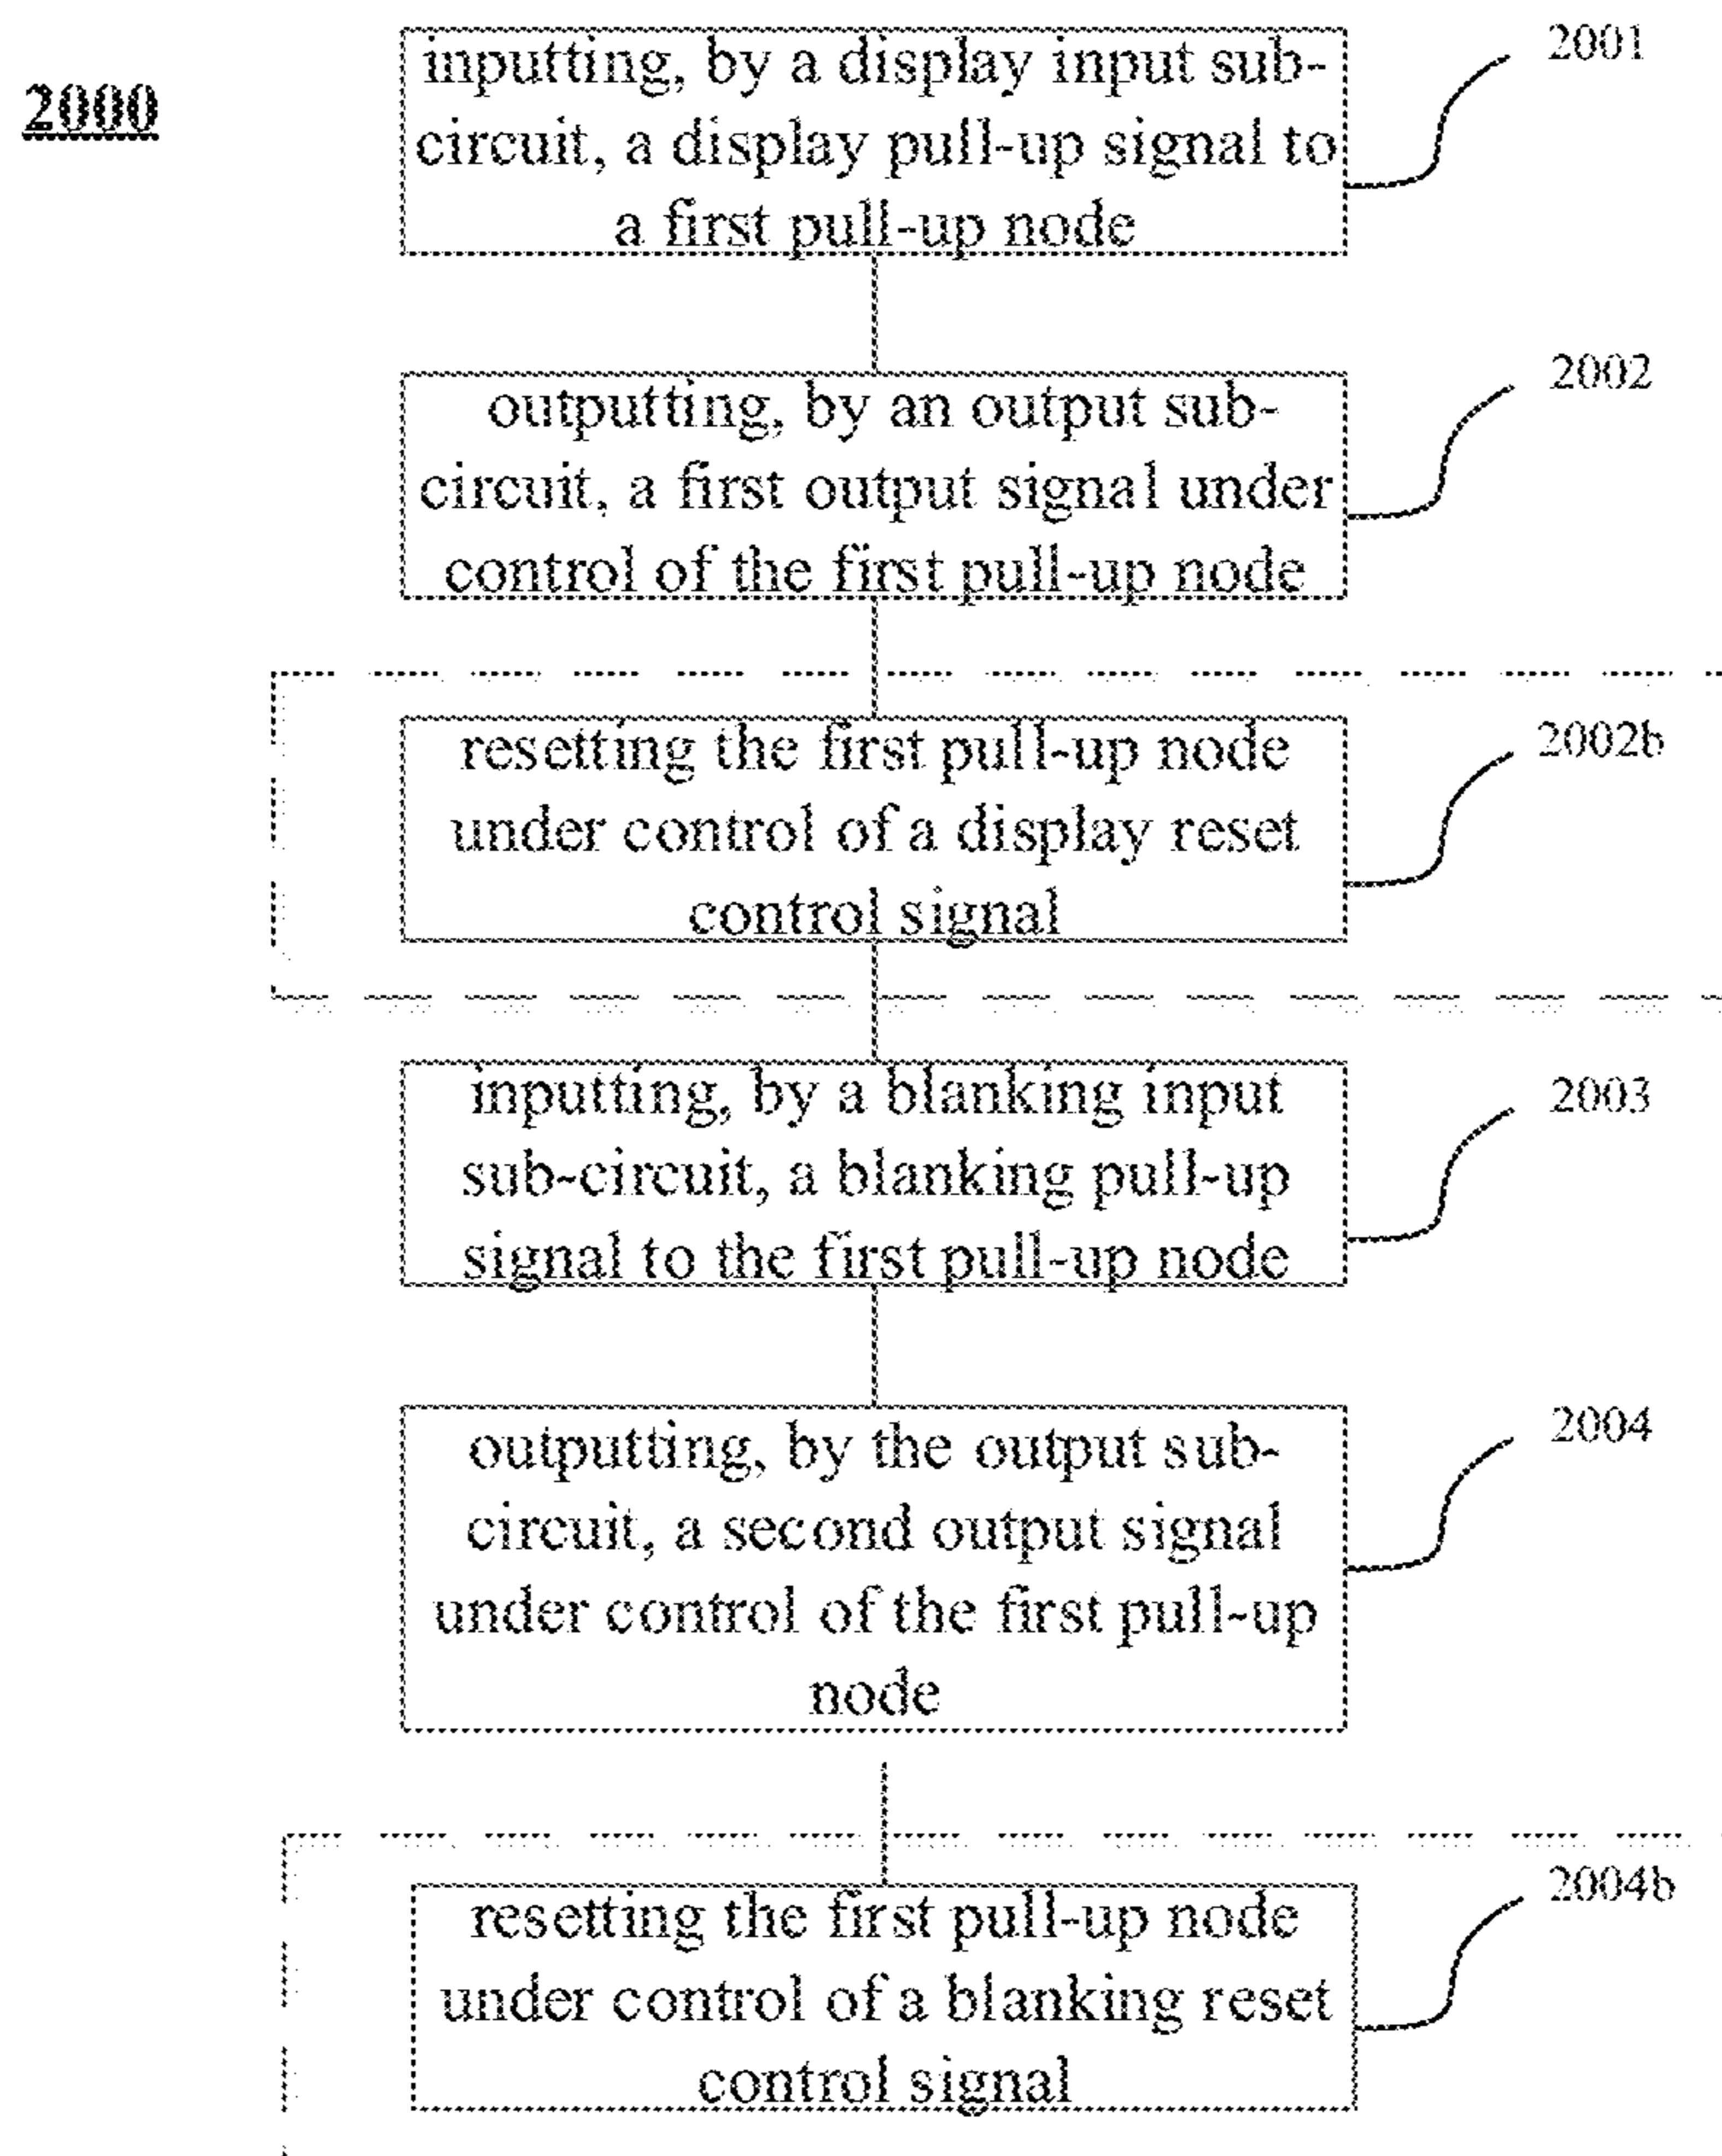 2000
inputting, by a display input sub-
circuit, a display pull-up signal to
a first pull-up node
2001
outputting, by an output sub-
circuit, a first output signal under
control of the first pull-up node
2002
resetting the first pull-up node
under control of a display reset
control signal
2002b
inputting, by a blanking input
sub-circuit, a blanking pull-up
signal to the first pull-up node
2003
outputting, by the output sub-
circuit, a second output signal
under control of the first pull-up
node
2004
resetting the first pull-up node
under control of a blanking reset
control signal
2004b